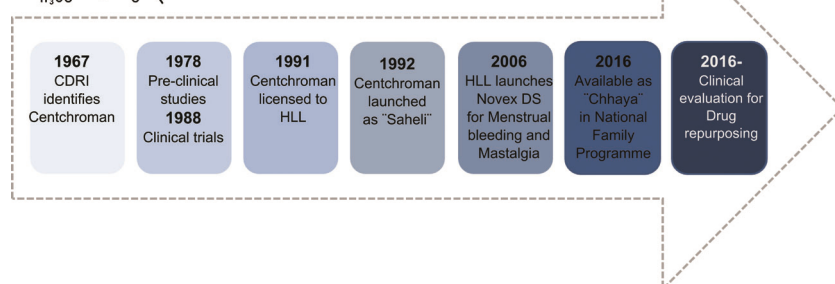 H₃CO
1967
CDRI
identifies
Centchroman
1978
Pre-clinical
studies
1988
Clinical trials
1991
Centchroman
licensed to
HLL
1992
Centchroman
launched
as ¨Saheli¨
2006
HLL launches
Novex DS
for Menstrual
bleeding and
Mastalgia
2016
Available as
¨Chhaya¨
in National
Family
Programme
2016-
Clinical
evaluation for
Drug
repurposing